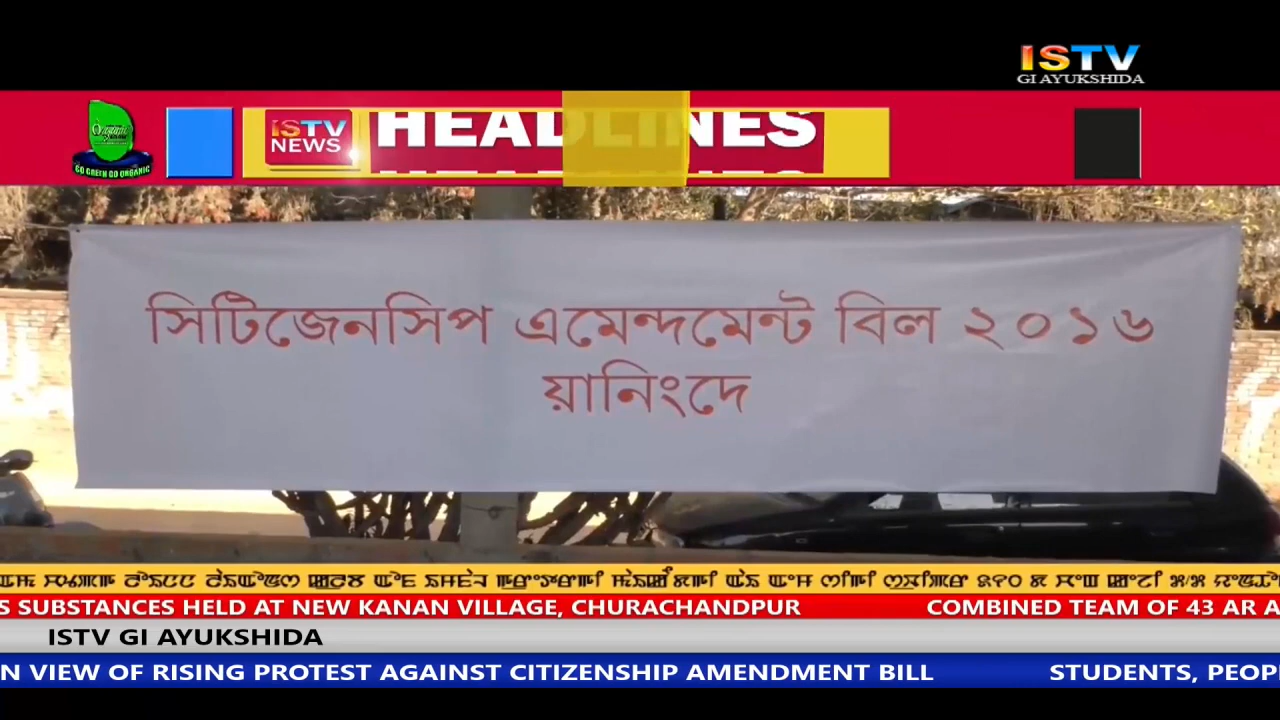 ISTV
GI AYUKSHIDA
Organic
GO GREEN GO ORGANIC
ISTV
NEWS
HEADLINES
সিটিজেনসিপ এমেন্দমেন্ট বিল ২০১৬
য়ানিংদে
S SUBSTANCES HELD AT NEW KANAN VILLAGE, CHURACHANDPUR COMBINED TEAM OF 43 AR A
ISTV GI AYUKSHIDA
N VIEW OF RISING PROTEST AGAINST CITIZENSHIP AMENDMENT BILL STUDENTS, PEOP